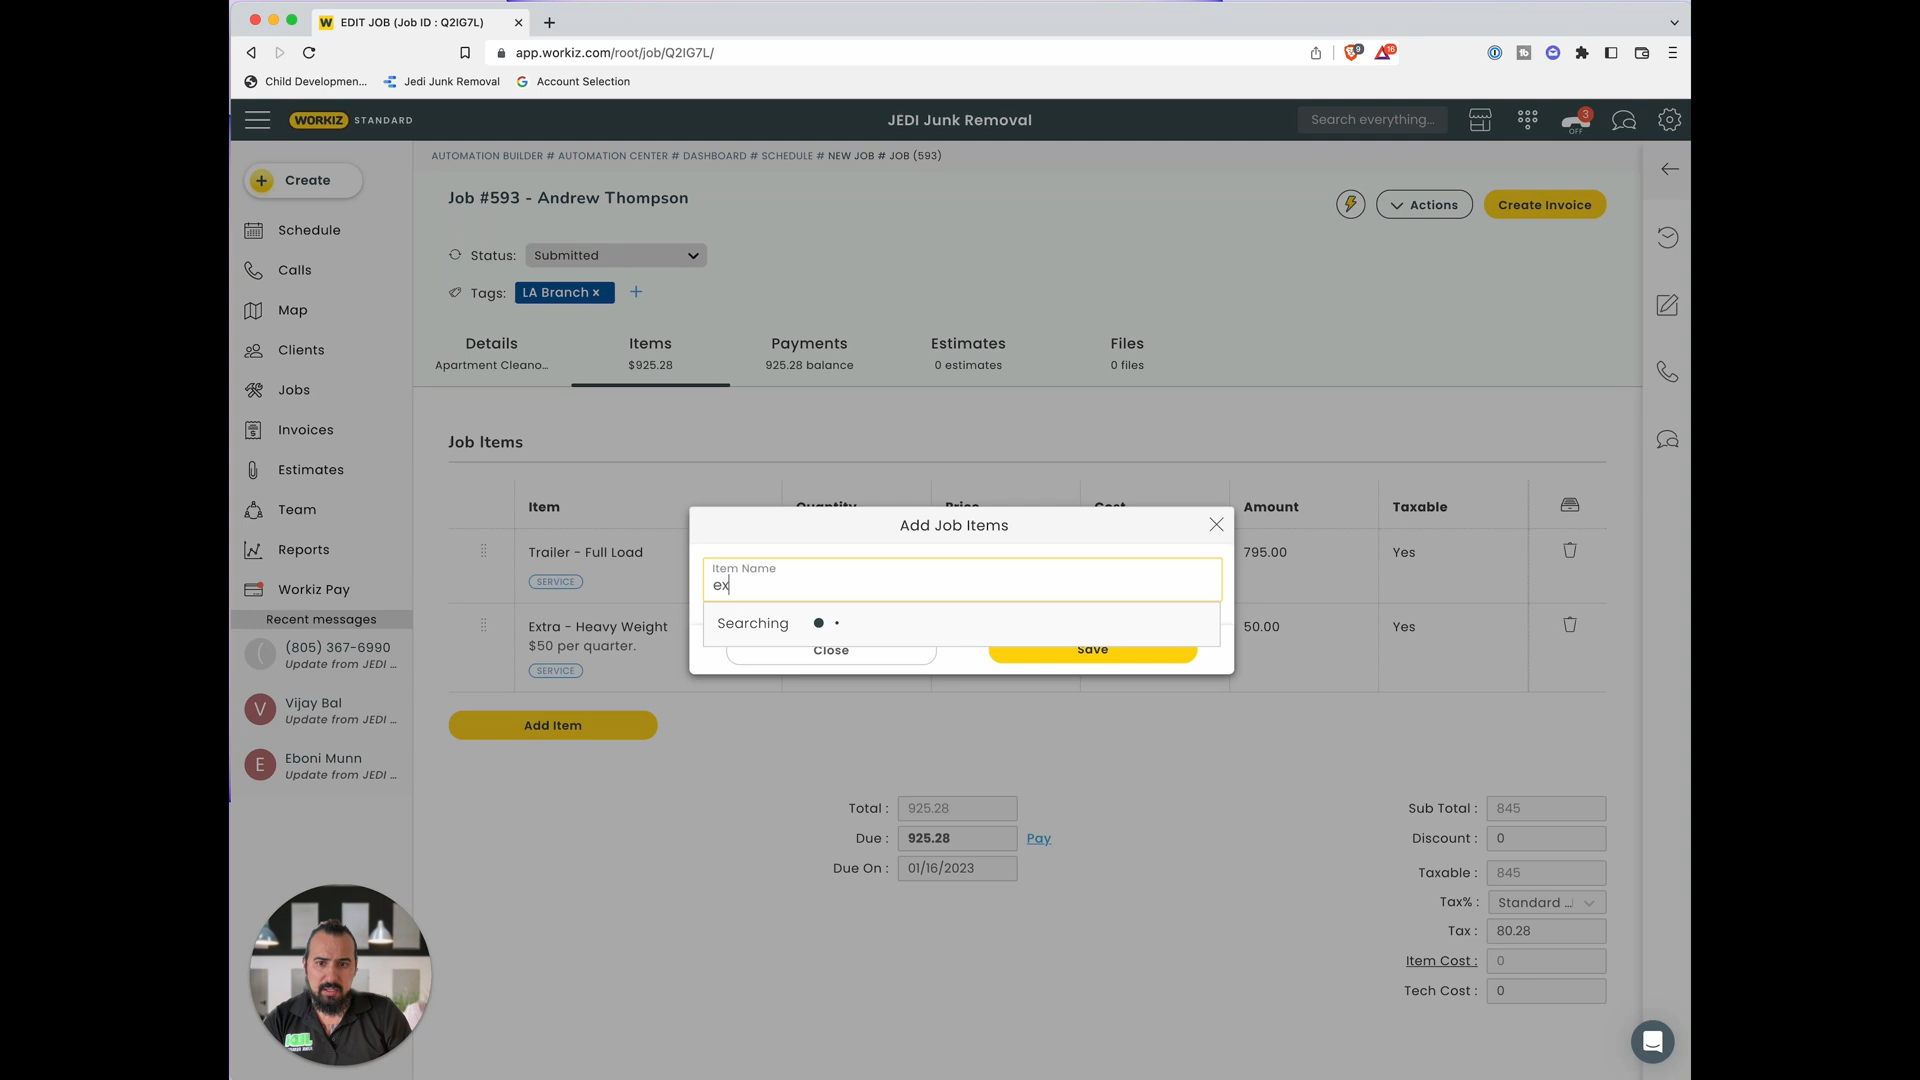 EDIT JOB (Job ID : Q2IG7L)
app.workiz.com/root/job/Q2IG7L/
9
16
Child Developmen...
Jedi Junk Removal
Account Selection
WORKIZ STANDARD
JEDI Junk Removal
Search everything...
OFF
3
AUTOMATION BUILDER # AUTOMATION CENTER # DASHBOARD # SCHEDULE # NEW JOB # JOB (593)
Create
Schedule
Calls
Map
Clients
Jobs
Invoices
Estimates
Team
Reports
Workiz Pay
Recent messages
(805) 367-6990
Update from JEDI ...
V
Vijay Bal
Update from JEDI ...
E
Eboni Munn
Update from JEDI ...
Job #593 - Andrew Thompson
Actions
Create Invoice
Status: Submitted
Tags: LA Branch ×
Details
Apartment Cleano...
Items
$925.28
Payments
925.28 balance
Estimates
0 estimates
Files
0 files
Job Items
Item
Quantity
Price
Cost
Amount
Taxable
Trailer - Full Load
SERVICE
795.00
Yes
Extra - Heavy Weight
$50 per quarter.
SERVICE
50.00
Yes
Add Job Items
Item Name
ex
Searching
Close
Save
Add Item
Total : 925.28
Due : 925.28 Pay
Due On : 01/16/2023
Sub Total : 845
Discount : 0
Taxable : 845
Tax% : Standard ...
Tax : 80.28
Item Cost : 0
Tech Cost : 0